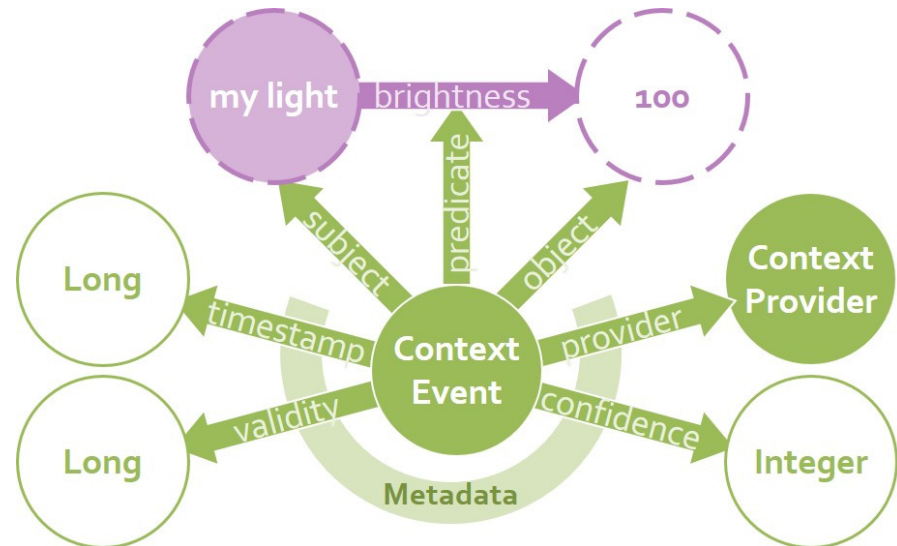 my light
brightness
100
predicate
subject
object
Long
timestamp
Context
Event
provider
Context
Provider
Long
validity
confidence
Integer
Metadata